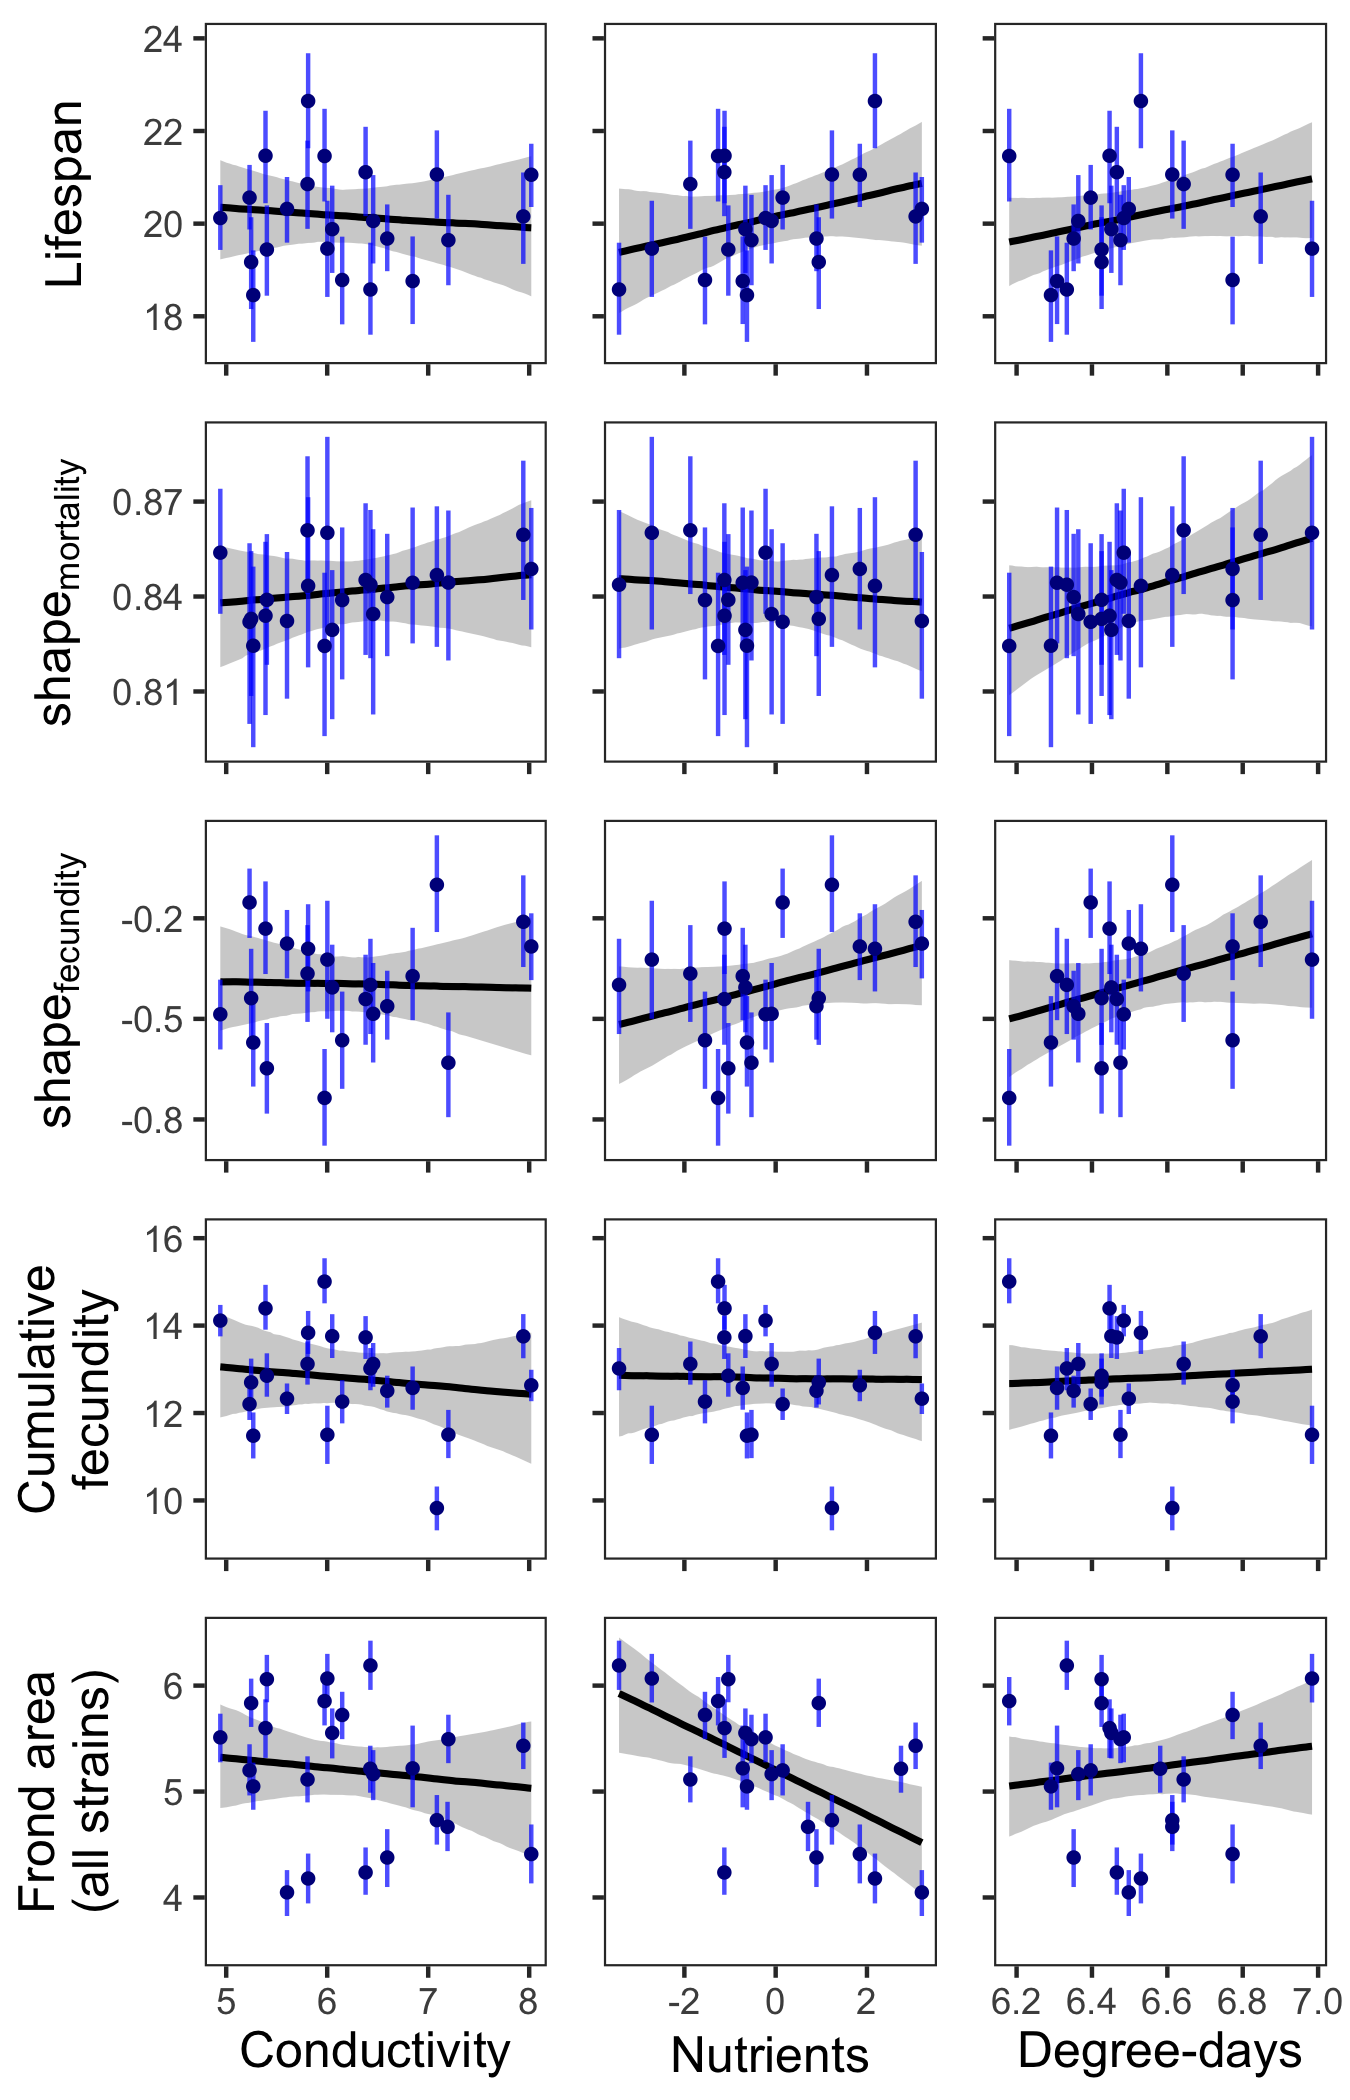 Lifespan
24
22
20
18
shapemortality
0.87
0.84
0.81
shapefecundity
-0.2
-0.5
-0.8
Cumulative
fecundity
16
14
12
10
Frond area
(all strains)
6
5
4
5 6 7 8
-2 0 2
6.2 6.4 6.6 6.8 7.0
Conductivity
Nutrients
Degree-days